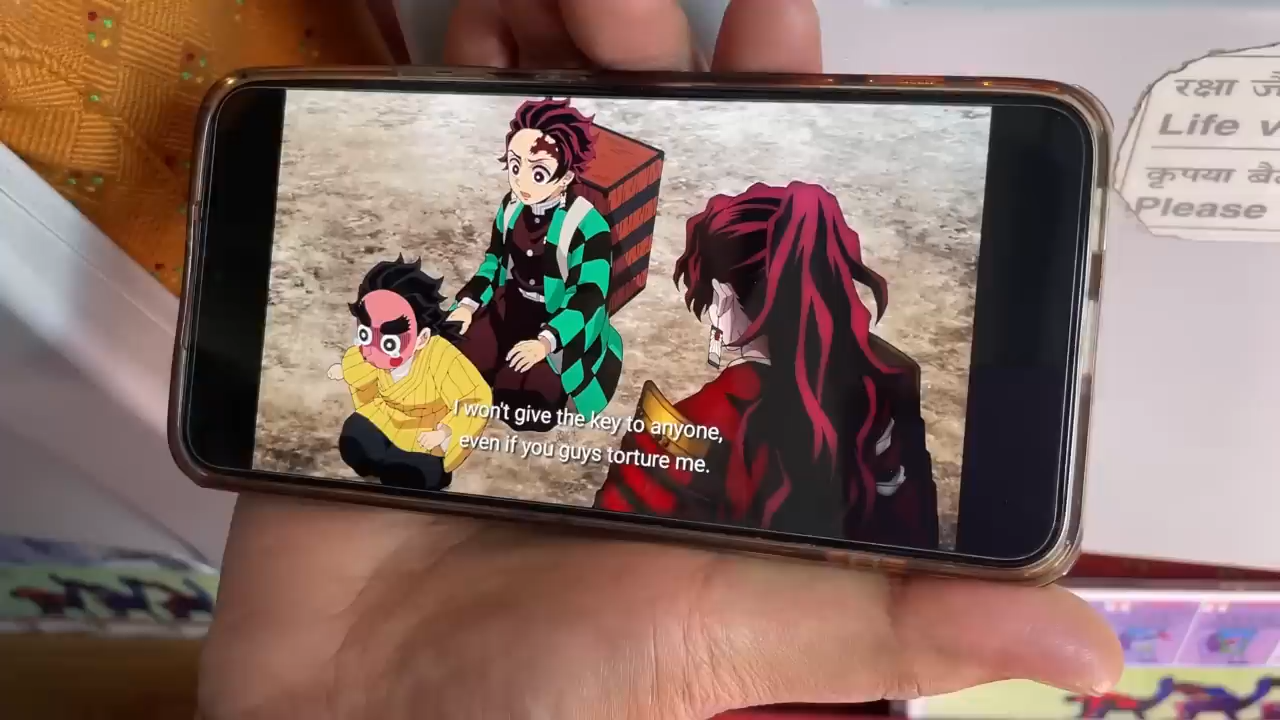 I won't give the key to anyone,
even if you guys torture me.
रक्षा
Life
कृपया
Please